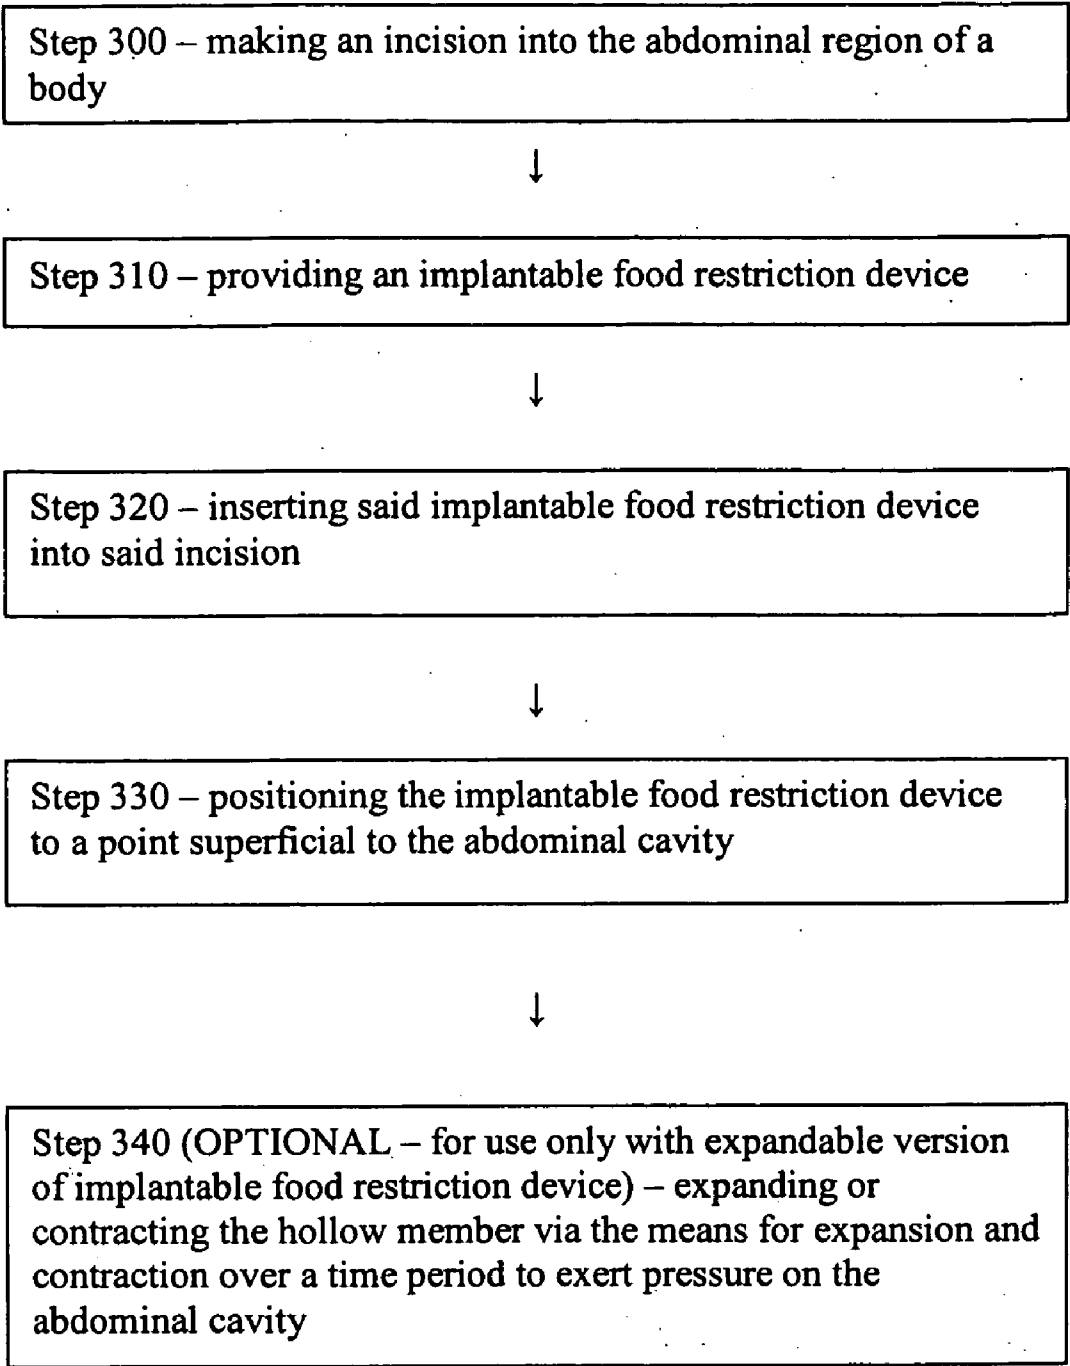 Step 300 – making an incision into the abdominal region of a
body
↓
Step 310 – providing an implantable food restriction device
↓
Step 320 – inserting said implantable food restriction device
into said incision
↓
Step 330 – positioning the implantable food restriction device
to a point superficial to the abdominal cavity
↓
Step 340 (OPTIONAL – for use only with expandable version
of implantable food restriction device) – expanding or
contracting the hollow member via the means for expansion and
contraction over a time period to exert pressure on the
abdominal cavity